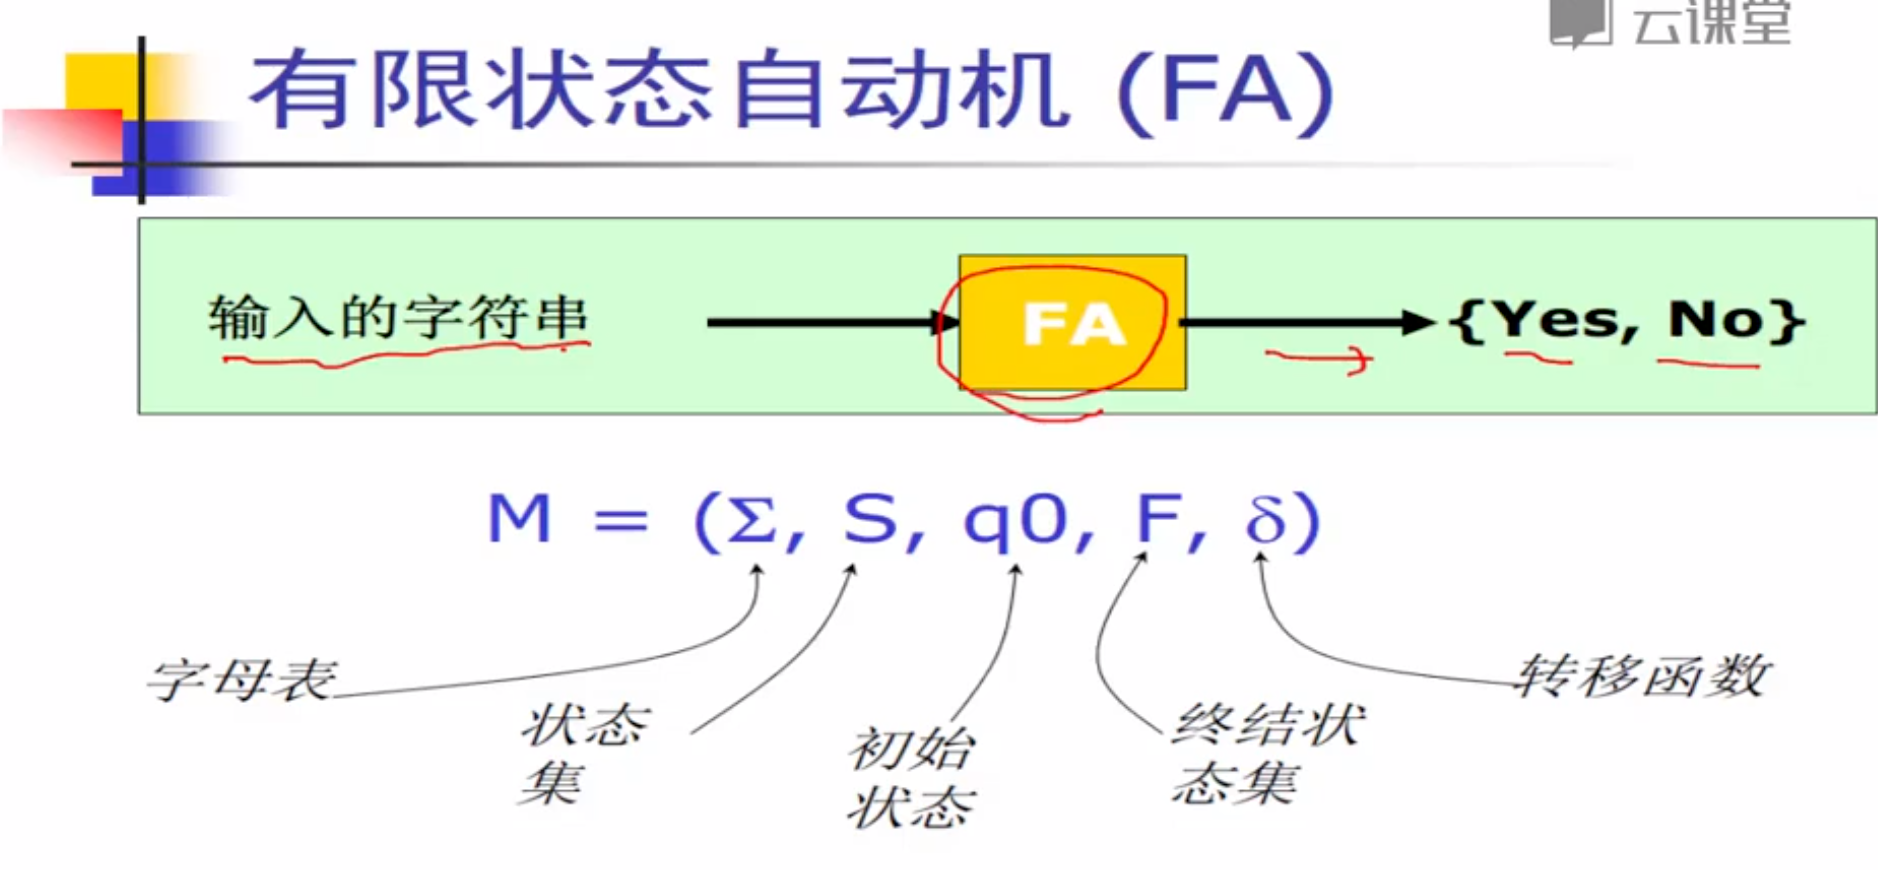 云课堂
有限状态自动机 (FA)
输入的字符串 FA {Yes, No}
M = (Σ, S, q0, F, δ)
字母表
状态
集
初始
状态
终结状
态集
转移函数